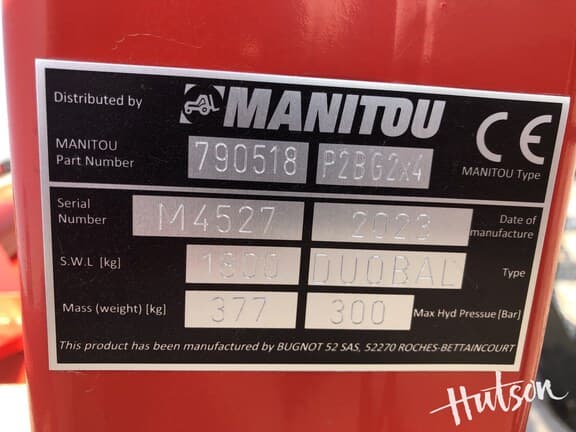 Distributed by MANITOU CE
MANITOU Part Number 790518 P2BG2x4 MANITOU Type
Serial Number M4527 2023 Date of manufacture
S.W.L [kg] 1800 DUOBAL Type
Mass (weight) [kg] 377 300 Max Hyd Pressue [Bar]
This product has been manufactured by BUGNOT 52 SAS, 52270 ROCHES-BETTAINCOURT
Hutson